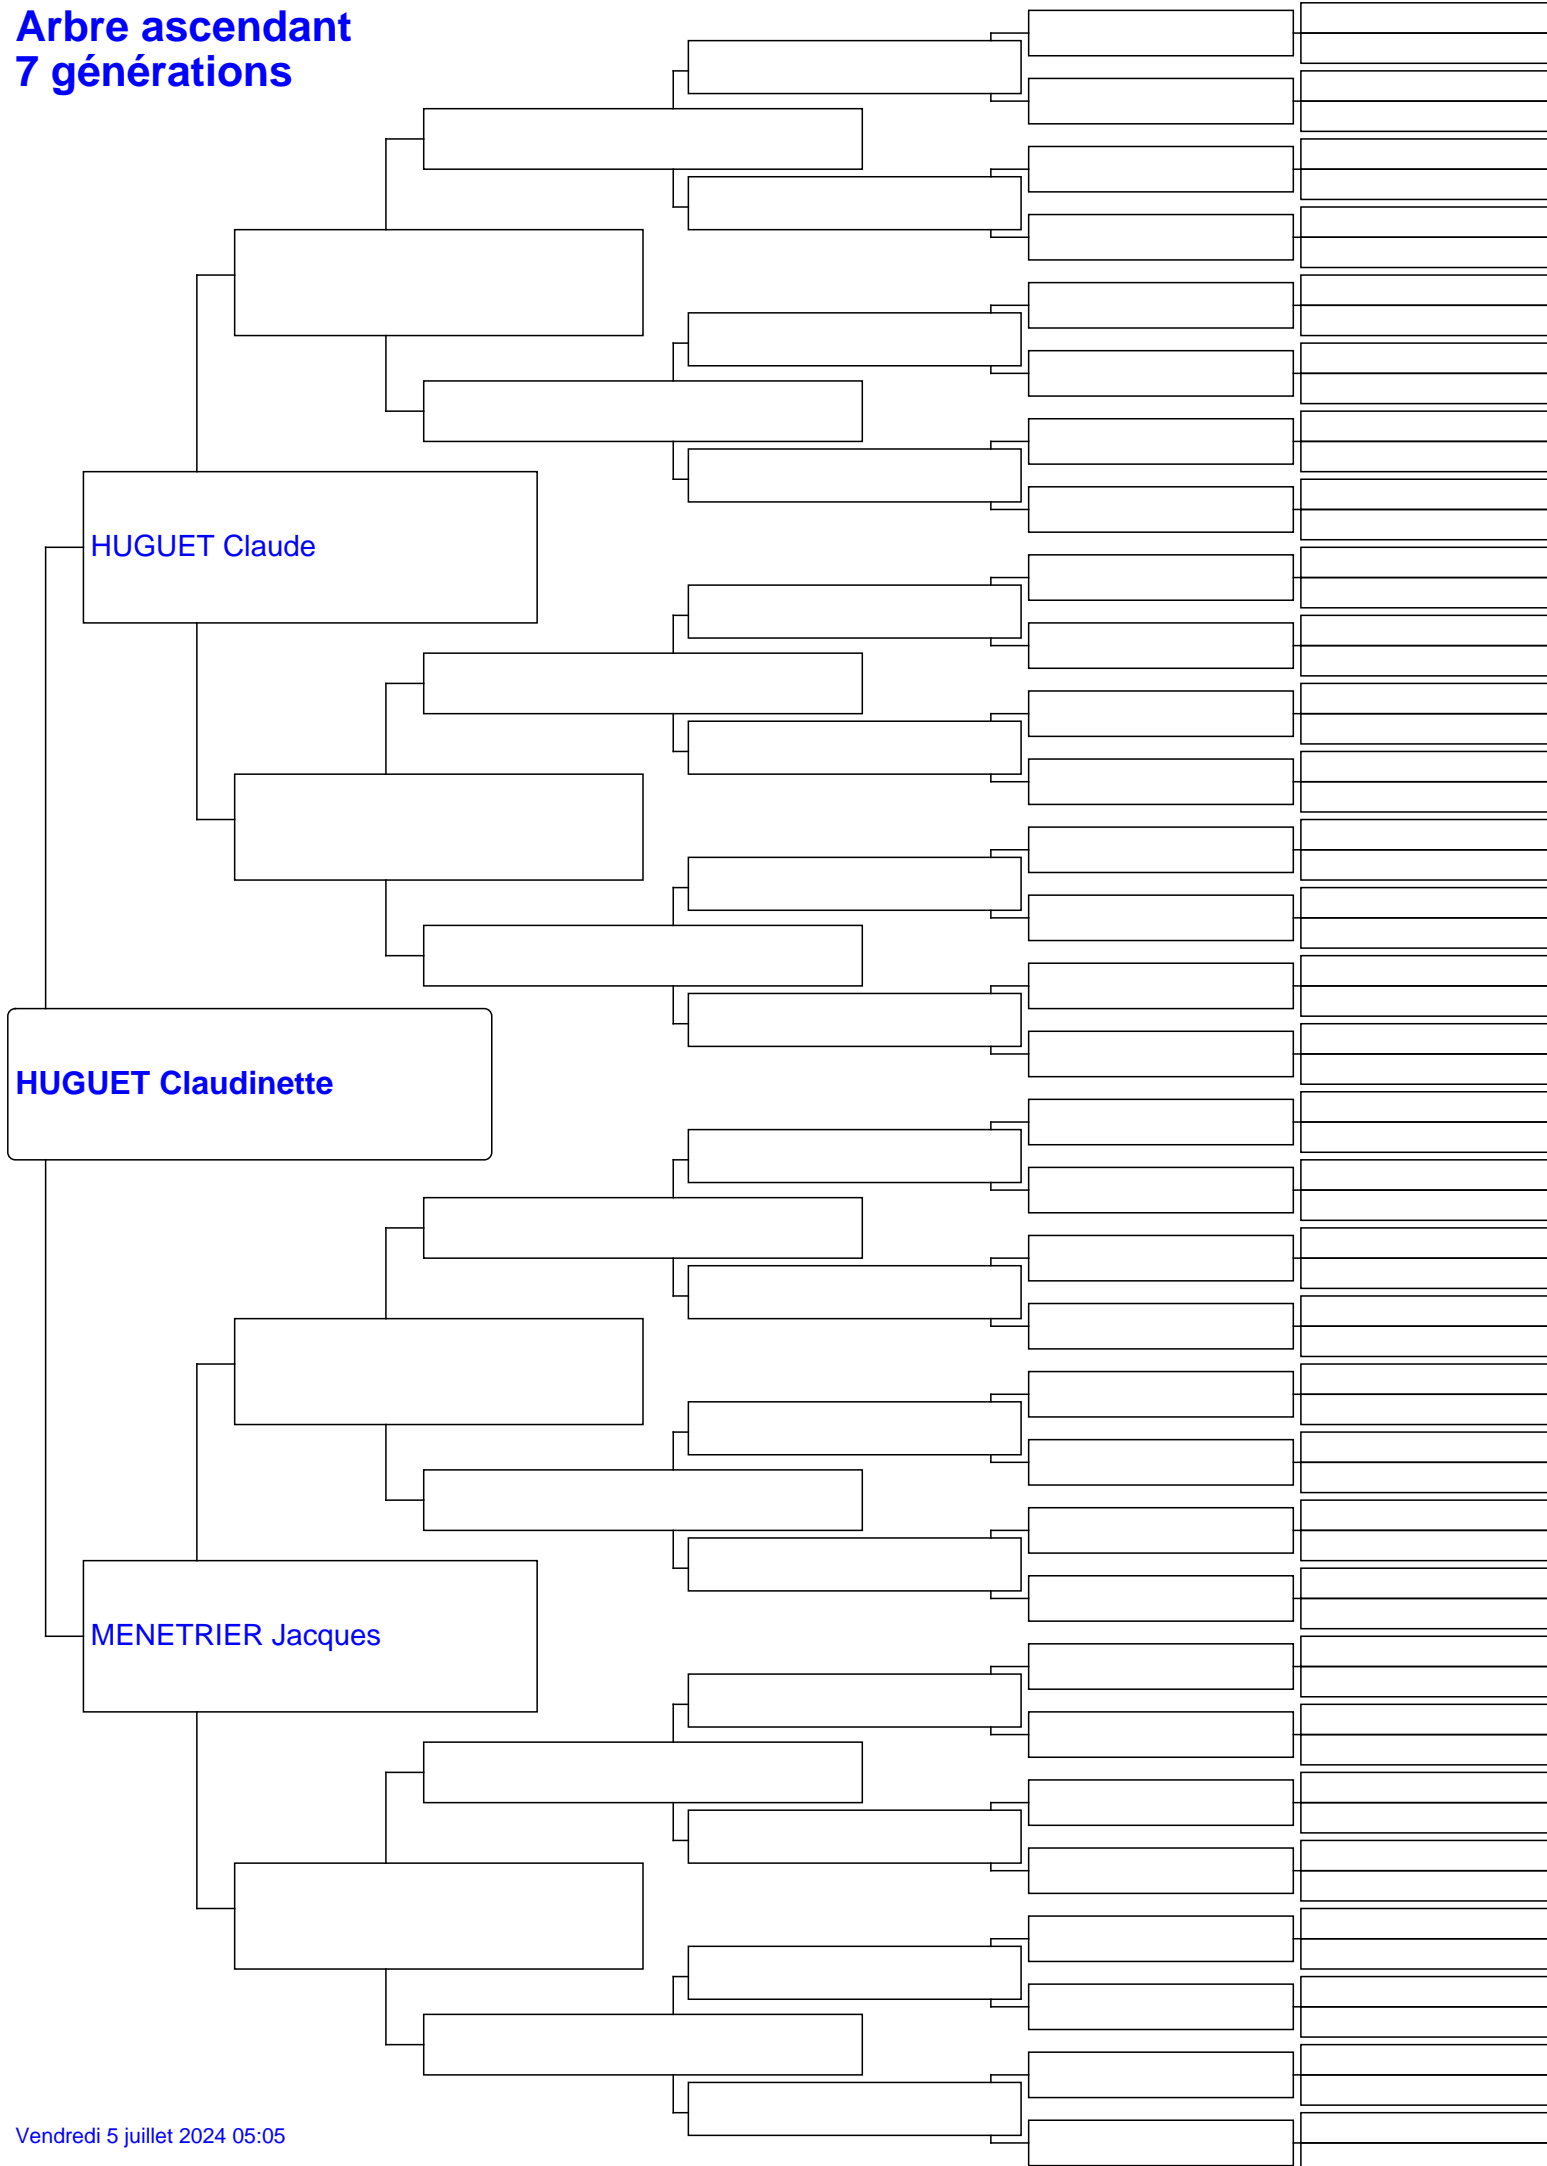 Arbre ascendant
7 générations
HUGUET Claude
HUGUET Claudinette
MENETRIER Jacques
Vendredi 5 juillet 2024 05:05